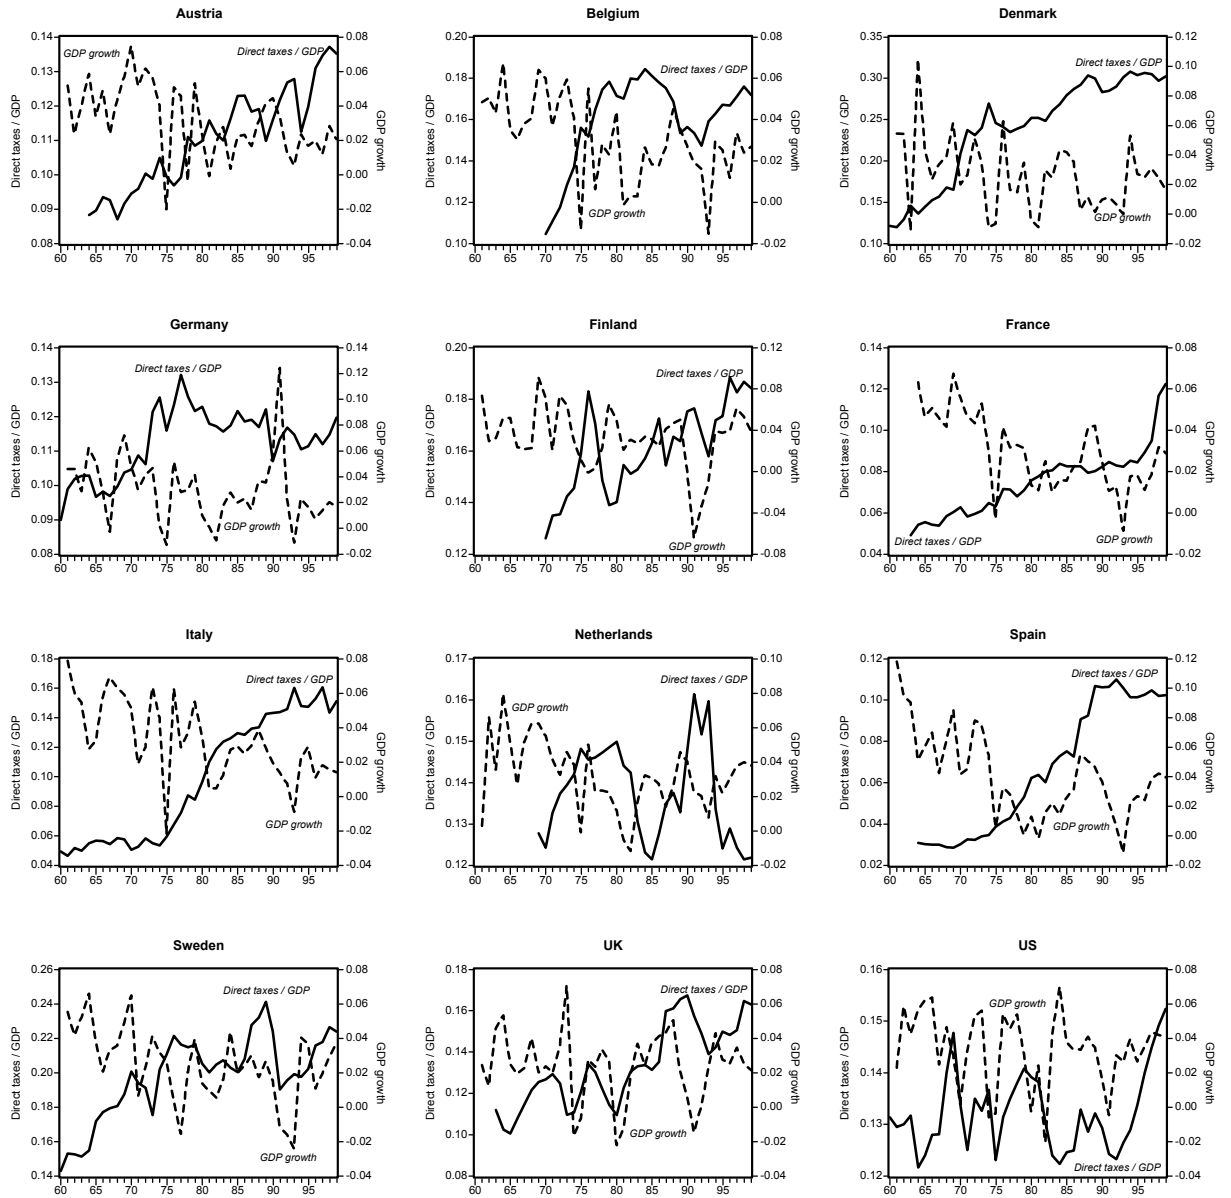 Austria
0.14
0.13
0.12
0.11
0.10
0.09
0.08
0.08
0.06
0.04
0.02
0.00
-0.02
-0.04
60 65 70 75 80 85 90 95
Direct taxes / GDP
GDP growth
GDP growth
Direct taxes / GDP
Belgium
0.20
0.18
0.16
0.14
0.12
0.10
0.08
0.06
0.04
0.02
0.00
-0.02
60 65 70 75 80 85 90 95
Direct taxes / GDP
GDP growth
Direct taxes / GDP
GDP growth
Denmark
0.35
0.30
0.25
0.20
0.15
0.10
0.12
0.10
0.08
0.06
0.04
0.02
0.00
-0.02
60 65 70 75 80 85 90 95
Direct taxes / GDP
GDP growth
Direct taxes / GDP
GDP growth
Germany
0.14
0.13
0.12
0.11
0.10
0.09
0.08
0.14
0.12
0.10
0.08
0.06
0.04
0.02
0.00
-0.02
60 65 70 75 80 85 90 95
Direct taxes / GDP
GDP growth
Direct taxes / GDP
GDP growth
Finland
0.20
0.18
0.16
0.14
0.12
0.12
0.08
0.04
0.00
-0.04
-0.08
60 65 70 75 80 85 90 95
Direct taxes / GDP
GDP growth
Direct taxes / GDP
GDP growth
France
0.14
0.12
0.10
0.08
0.06
0.04
0.08
0.06
0.04
0.02
0.00
-0.02
60 65 70 75 80 85 90 95
Direct taxes / GDP
GDP growth
Direct taxes / GDP
GDP growth
Italy
0.18
0.16
0.14
0.12
0.10
0.08
0.06
0.04
0.08
0.06
0.04
0.02
0.00
-0.02
-0.04
60 65 70 75 80 85 90 95
Direct taxes / GDP
GDP growth
Direct taxes / GDP
GDP growth
Netherlands
0.17
0.16
0.15
0.14
0.13
0.12
0.10
0.08
0.06
0.04
0.02
0.00
-0.02
60 65 70 75 80 85 90 95
Direct taxes / GDP
GDP growth
Direct taxes / GDP
GDP growth
Spain
0.12
0.10
0.08
0.06
0.04
0.02
0.12
0.10
0.08
0.06
0.04
0.02
0.00
-0.02
60 65 70 75 80 85 90 95
Direct taxes / GDP
GDP growth
Direct taxes / GDP
GDP growth
Sweden
0.26
0.24
0.22
0.20
0.18
0.16
0.14
0.08
0.06
0.04
0.02
0.00
-0.02
-0.04
60 65 70 75 80 85 90 95
Direct taxes / GDP
GDP growth
Direct taxes / GDP
GDP growth
UK
0.18
0.16
0.14
0.12
0.10
0.08
0.08
0.06
0.04
0.02
0.00
-0.02
-0.04
60 65 70 75 80 85 90 95
Direct taxes / GDP
GDP growth
Direct taxes / GDP
GDP growth
US
0.16
0.15
0.14
0.13
0.12
0.08
0.06
0.04
0.02
0.00
-0.02
-0.04
60 65 70 75 80 85 90 95
Direct taxes / GDP
GDP growth
GDP growth
Direct taxes / GDP